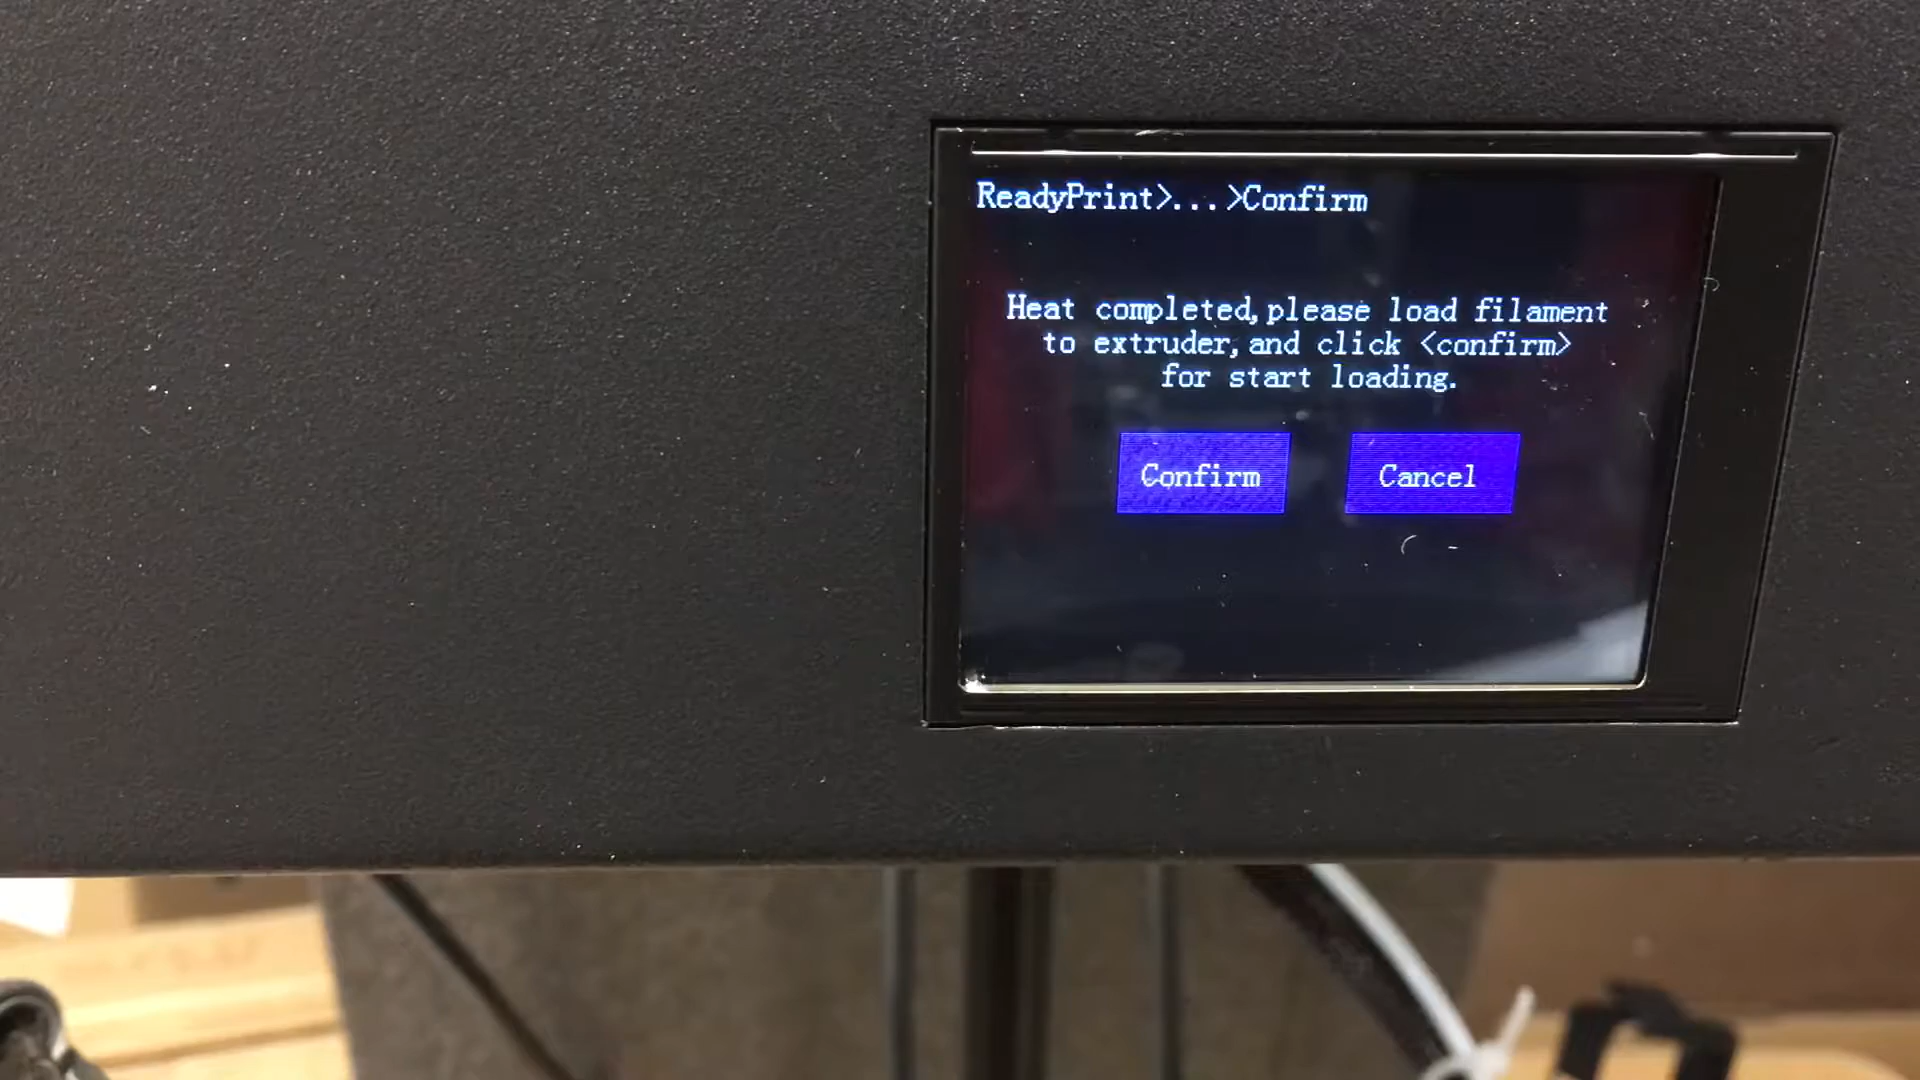 ReadyPrint>...>Confirm
Heat completed,please load filament
to extruder,and click <confirm>
for start loading.
Confirm
Cancel